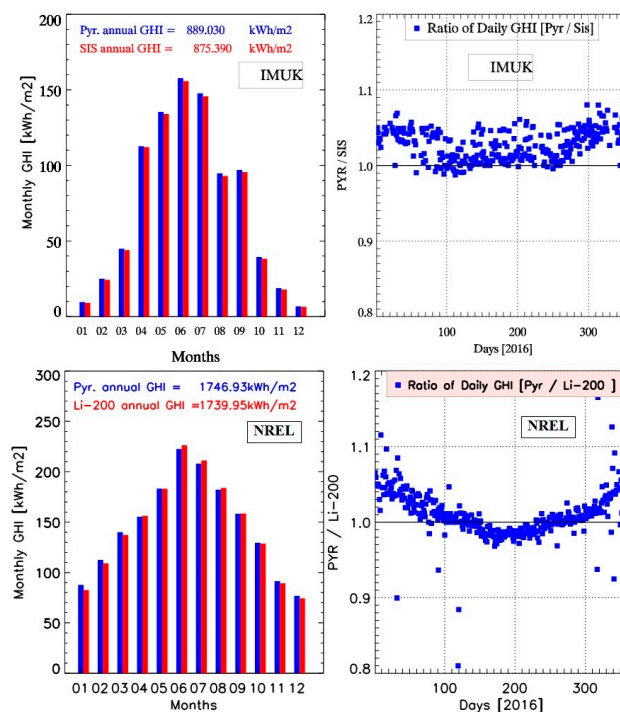 Pyr. annual GHI = 889.030 kWh/m2
SIS annual GHI = 875.390 kWh/m2
IMUK
Monthly GHI [kWh/m2]
200
150
100
50
0
01 02 03 04 05 06 07 08 09 10 11 12
Months
Ratio of Daily GHI [Pyr / Sis]
IMUK
PYR / SIS
1.2
1.1
1.0
0.9
0.8
100 200 300
Days [2016]
Pyr. annual GHI = 1746.93kWh/m2
Li-200 annual GHI =1739.95kWh/m2
NREL
Monthly GHI [kWh/m2]
300
250
200
150
100
50
0
01 02 03 04 05 06 07 08 09 10 11 12
Months
Ratio of Daily GHI [Pyr / Li-200 ]
NREL
PYR / Li-200
1.2
1.1
1.0
0.9
0.8
100 200 300
Days [2016]